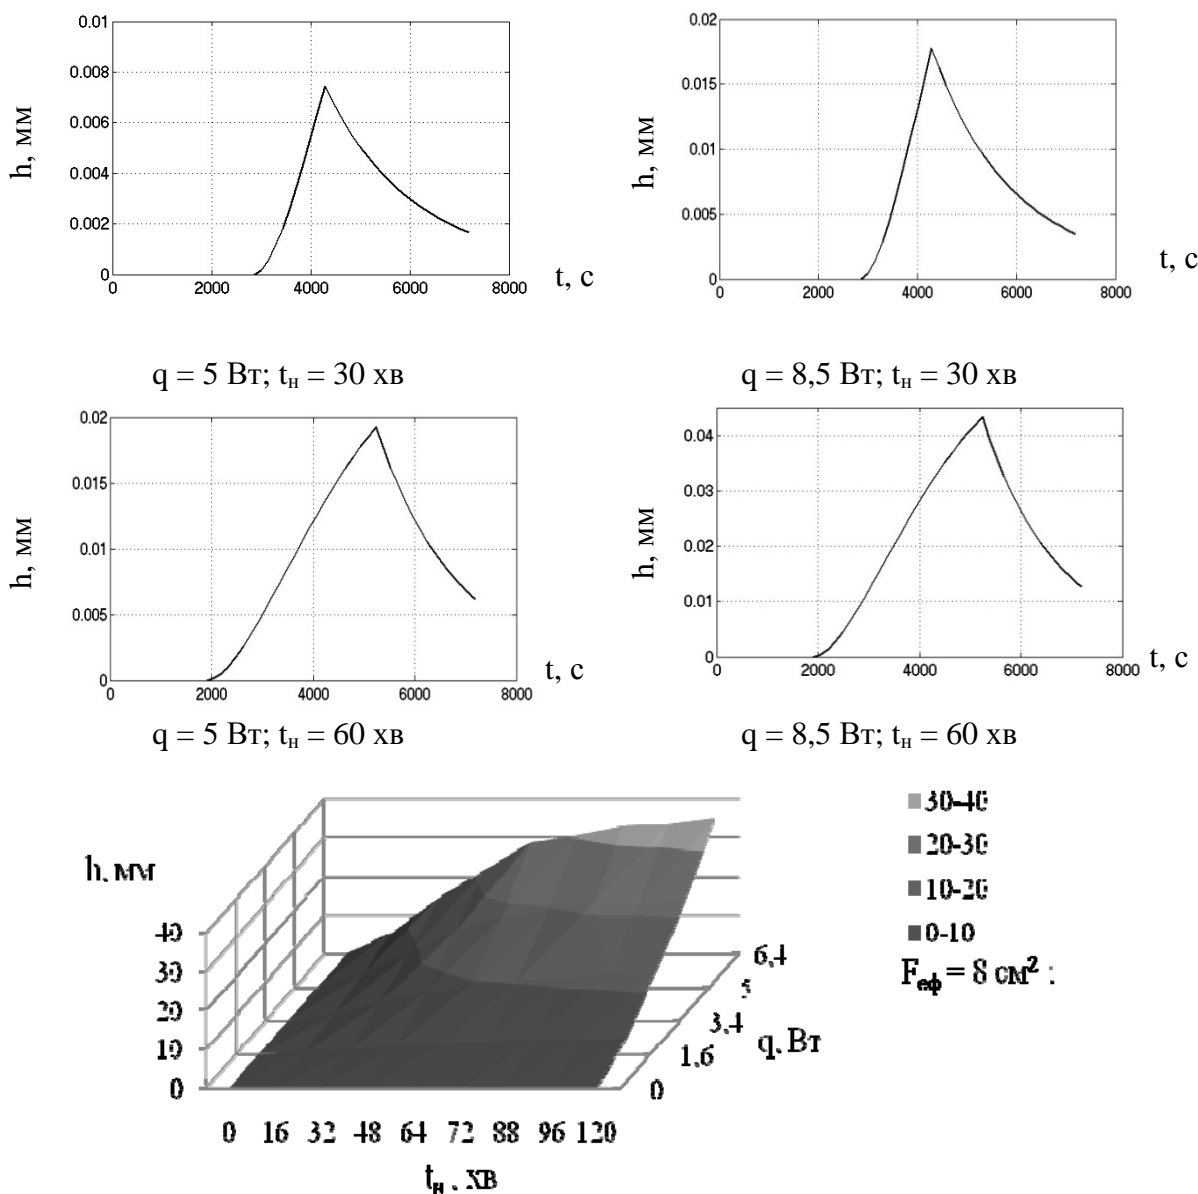 0.01
0.008
0.006
0.004
0.002
0
0 2000 4000 6000 8000
h, мм
t, с
0.02
0.015
0.01
0.005
0
0 2000 4000 6000 8000
h, мм
t, с
q = 5 Вт; tн = 30 хв
q = 8,5 Вт; tн = 30 хв
0.02
0.015
0.01
0.005
0
0 2000 4000 6000 8000
h, мм
t, с
0.04
0.03
0.02
0.01
0
0 2000 4000 6000 8000
h, мм
t, с
q = 5 Вт; tн = 60 хв
q = 8,5 Вт; tн = 60 хв
h, мм
40
30
20
10
0
0 16 32 48 64 72 88 96 120
tн , хв
6,4
5
3,4
1,6
0
q, Вт
30-40
20-30
10-20
0-10
Fеф = 8 см² :